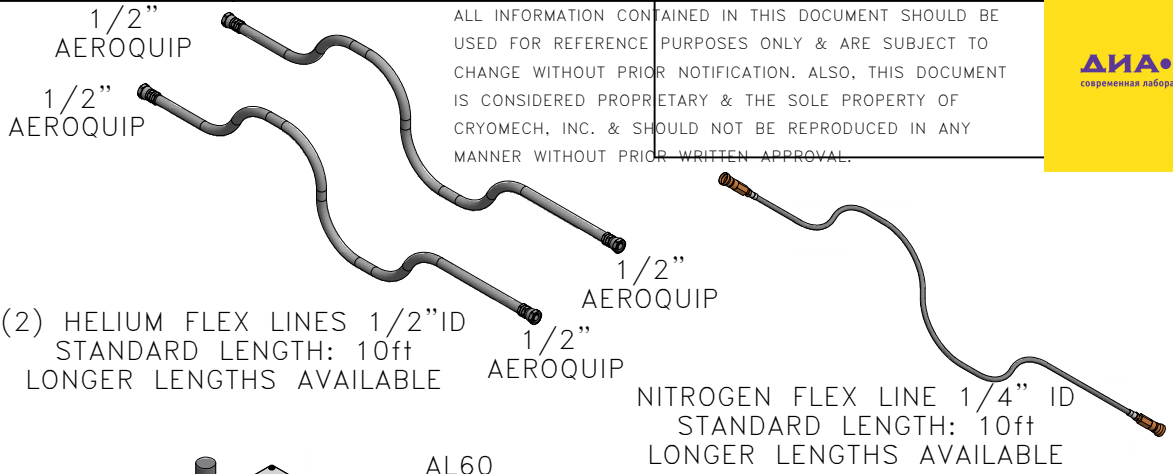 1/2”
AEROQUIP
1/2”
AEROQUIP
ALL INFORMATION CONTAINED IN THIS DOCUMENT SHOULD BE
USED FOR REFERENCE PURPOSES ONLY & ARE SUBJECT TO
CHANGE WITHOUT PRIOR NOTIFICATION. ALSO, THIS DOCUMENT
IS CONSIDERED PROPRIETARY & THE SOLE PROPERTY OF
CRYOMECH, INC. & SHOULD NOT BE REPRODUCED IN ANY
MANNER WITHOUT PRIOR WRITTEN APPROVAL.
ДИА•
современная лабора
1/2”
AEROQUIP
1/2”
AEROQUIP
(2) HELIUM FLEX LINES 1/2”ID
STANDARD LENGTH: 10ft
LONGER LENGTHS AVAILABLE
NITROGEN FLEX LINE 1/4” ID
STANDARD LENGTH: 10ft
LONGER LENGTHS AVAILABLE
AL60